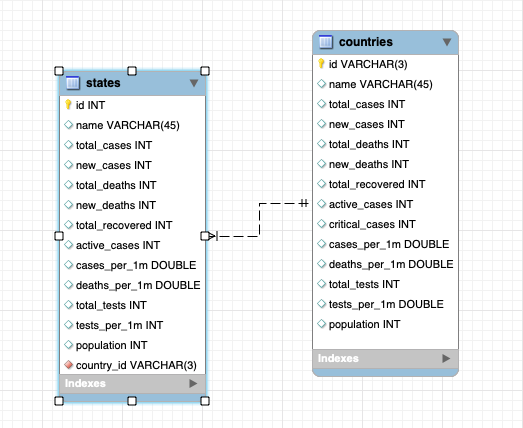 states
id INT
name VARCHAR(45)
total_cases INT
new_cases INT
total_deaths INT
new_deaths INT
total_recovered INT
active_cases INT
cases_per_1m DOUBLE
deaths_per_1m DOUBLE
total_tests INT
tests_per_1m INT
population INT
country_id VARCHAR(3)
Indexes
countries
id VARCHAR(3)
name VARCHAR(45)
total_cases INT
new_cases INT
total_deaths INT
new_deaths INT
total_recovered INT
active_cases INT
critical_cases INT
cases_per_1m DOUBLE
deaths_per_1m DOUBLE
total_tests INT
tests_per_1m DOUBLE
population INT
Indexes